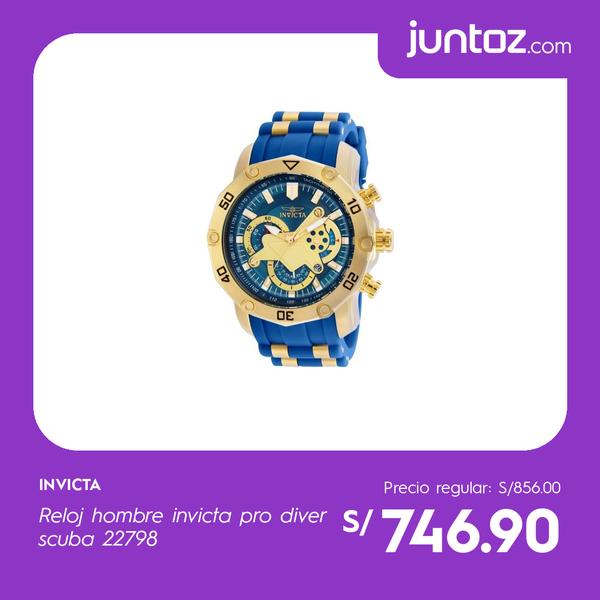 juntoz.com
50
10
INVICTA
40
20
30
INVICTA
Precio regular: S/856.00
Reloj hombre invicta pro diver
scuba 22798
S/746.90